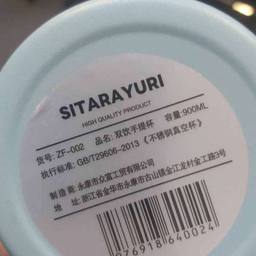 SITARAYURI
HIGH QUALITY PRODUCT
货号: ZF-002 品名: 双饮手提杯 容量:900ML
执行标准: GB/T29606-2013《不锈钢真空杯》
制造商:永康市众富工贸有限公司
地 址:浙江省金华市永康市古山镇金江龙村金工路3号
976918640024